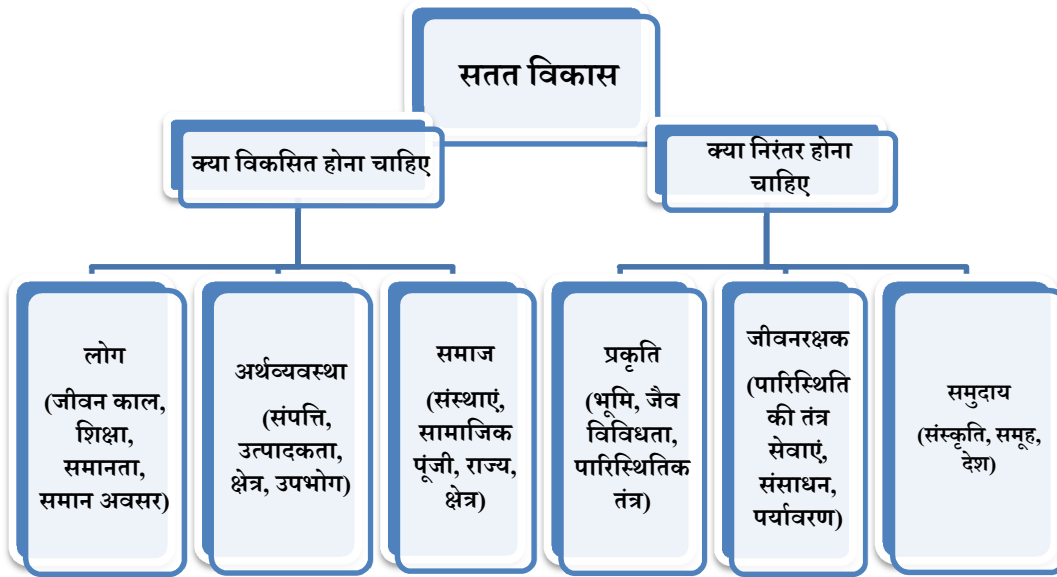 सतत विकास
क्या विकसित होना चाहिए
क्या निरंतर होना
चाहिए
लोग
(जीवन काल,
शिक्षा,
समानता,
समान अवसर)
अर्थव्यवस्था
(संपत्ति,
उत्पादकता,
क्षेत्र, उपभोग)
समाज
(संस्थाएं,
सामाजिक
पूंजी, राज्य,
क्षेत्र)
प्रकृति
(भूमि, जैव
विविधता,
पारिस्थितिक
तंत्र)
जीवनरक्षक
(पारिस्थिति
की तंत्र
सेवाएं,
संसाधन,
पर्यावरण)
समुदाय
(संस्कृति, समूह,
देश)